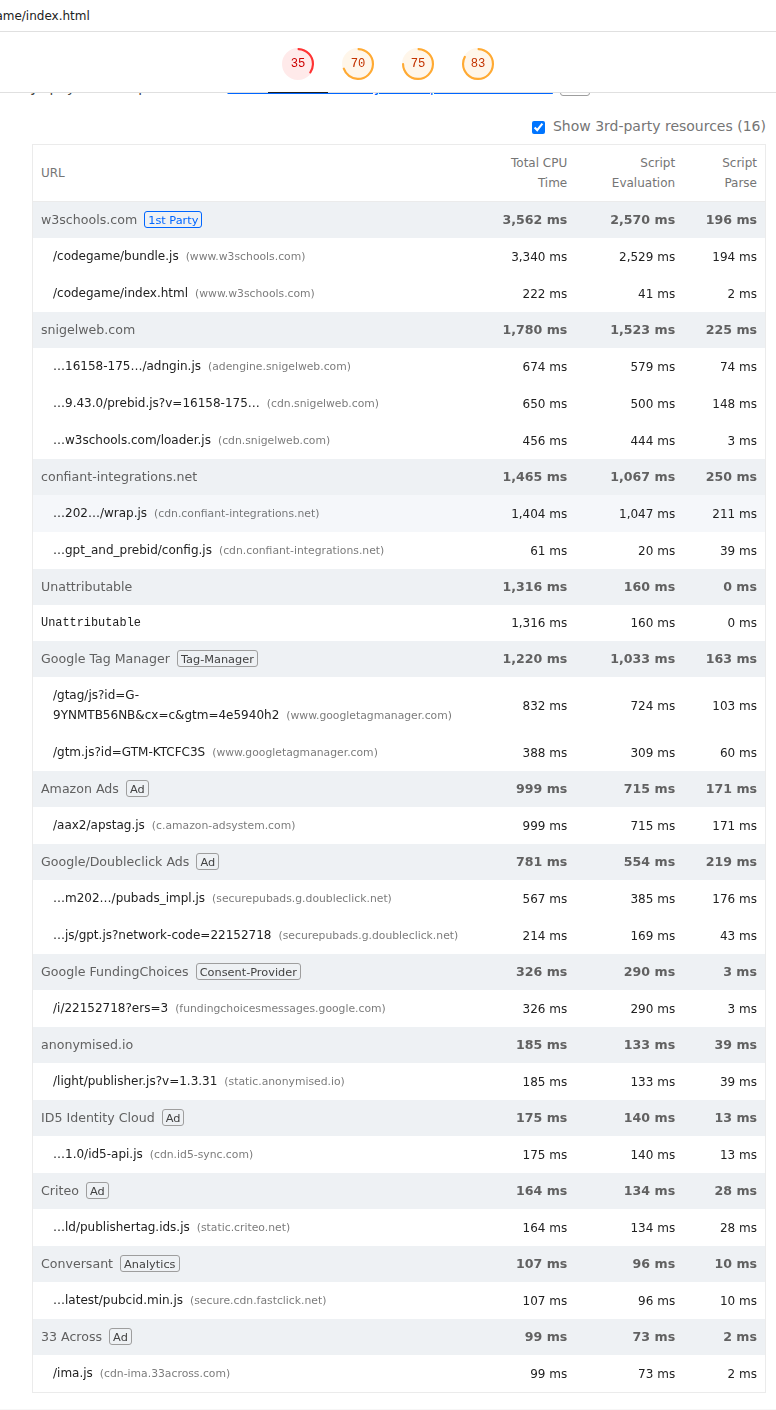 ame/index.html
35 70 75 83
Show 3rd-party resources (16)
URL Total CPU Time Script Evaluation Script Parse
w3schools.com 1st Party 3,562 ms 2,570 ms 196 ms
/codegame/bundle.js (www.w3schools.com) 3,340 ms 2,529 ms 194 ms
/codegame/index.html (www.w3schools.com) 222 ms 41 ms 2 ms
snigelweb.com 1,780 ms 1,523 ms 225 ms
…16158-175…/adngin.js (adengine.snigelweb.com) 674 ms 579 ms 74 ms
…9.43.0/prebid.js?v=16158-175… (cdn.snigelweb.com) 650 ms 500 ms 148 ms
…w3schools.com/loader.js (cdn.snigelweb.com) 456 ms 444 ms 3 ms
confiant-integrations.net 1,465 ms 1,067 ms 250 ms
…202…/wrap.js (cdn.confiant-integrations.net) 1,404 ms 1,047 ms 211 ms
…gpt_and_prebid/config.js (cdn.confiant-integrations.net) 61 ms 20 ms 39 ms
Unattributable 1,316 ms 160 ms 0 ms
Unattributable 1,316 ms 160 ms 0 ms
Google Tag Manager Tag-Manager 1,220 ms 1,033 ms 163 ms
/gtag/js?id=G-
9YNMTB56NB&cx=c&gtm=4e5940h2 (www.googletagmanager.com) 832 ms 724 ms 103 ms
/gtm.js?id=GTM-KTCFC3S (www.googletagmanager.com) 388 ms 309 ms 60 ms
Amazon Ads Ad 999 ms 715 ms 171 ms
/aax2/apstag.js (c.amazon-adsystem.com) 999 ms 715 ms 171 ms
Google/Doubleclick Ads Ad 781 ms 554 ms 219 ms
…m202…/pubads_impl.js (securepubads.g.doubleclick.net) 567 ms 385 ms 176 ms
…js/gpt.js?network-code=22152718 (securepubads.g.doubleclick.net) 214 ms 169 ms 43 ms
Google FundingChoices Consent-Provider 326 ms 290 ms 3 ms
/i/22152718?ers=3 (fundingchoicesmessages.google.com) 326 ms 290 ms 3 ms
anonymised.io 185 ms 133 ms 39 ms
/light/publisher.js?v=1.3.31 (static.anonymised.io) 185 ms 133 ms 39 ms
ID5 Identity Cloud Ad 175 ms 140 ms 13 ms
…1.0/id5-api.js (cdn.id5-sync.com) 175 ms 140 ms 13 ms
Criteo Ad 164 ms 134 ms 28 ms
…ld/publishertag.ids.js (static.criteo.net) 164 ms 134 ms 28 ms
Conversant Analytics 107 ms 96 ms 10 ms
…latest/pubcid.min.js (secure.cdn.fastclick.net) 107 ms 96 ms 10 ms
33 Across Ad 99 ms 73 ms 2 ms
/ima.js (cdn-ima.33across.com) 99 ms 73 ms 2 ms